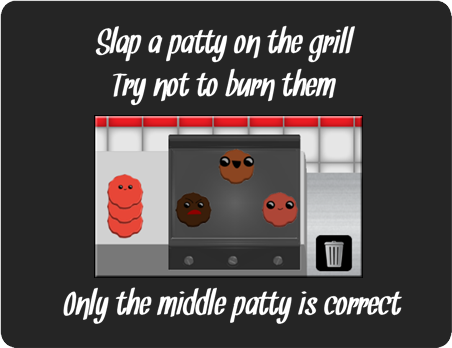 Slap a patty on the grill
Try not to burn them
Only the middle patty is correct